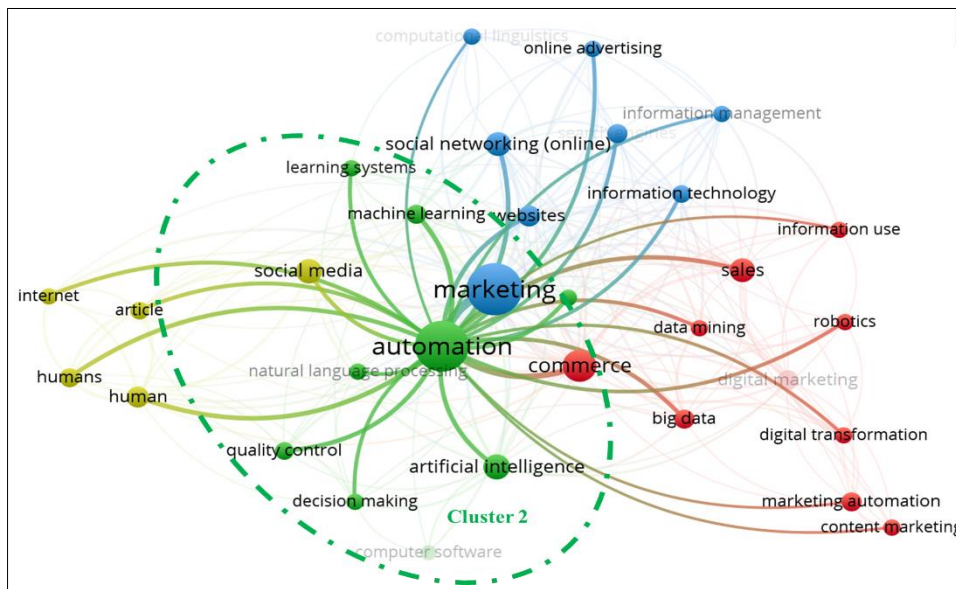 computational linguistics
online advertising
information management
search engines
social networking (online)
learning systems
information technology
machine learning
websites
information use
social media
sales
internet
marketing
article
data mining
robotics
automation
commerce
natural language processing
humans
digital marketing
human
big data
digital transformation
quality control
artificial intelligence
decision making
marketing automation
Cluster 2
content marketing
computer software